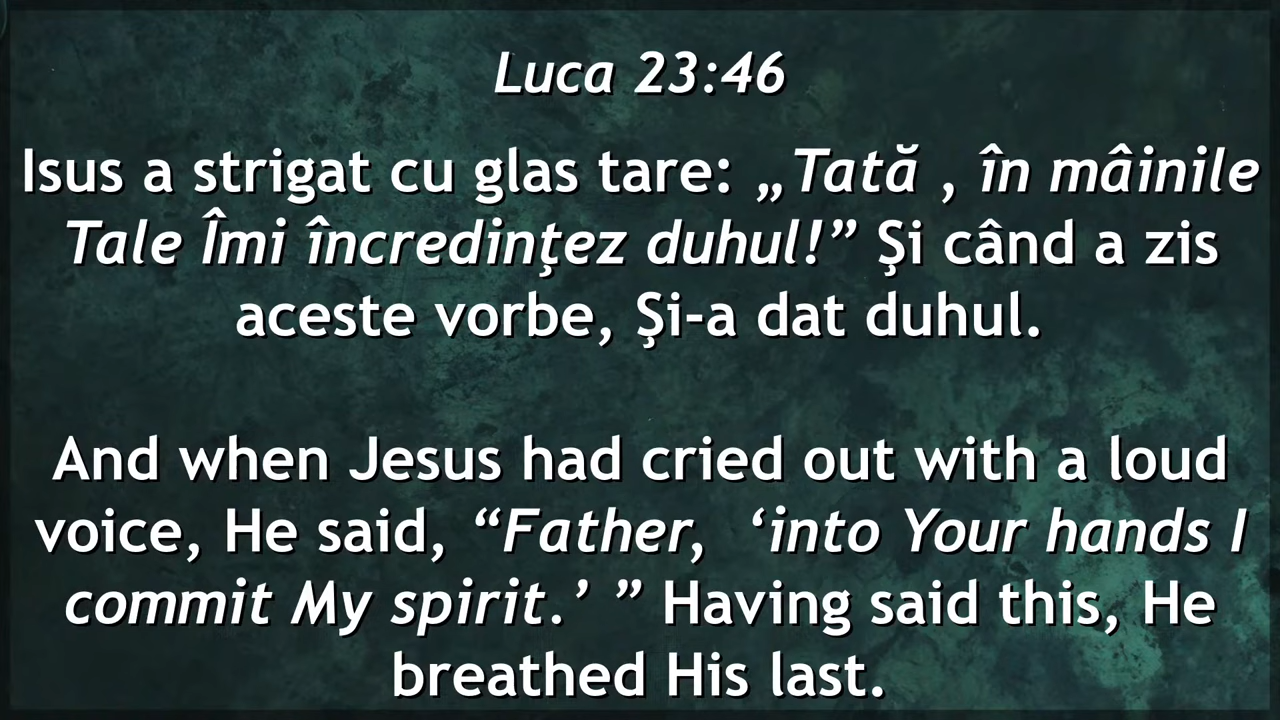 Luca 23:46
Isus a strigat cu glas tare: „Tată , în mâinile
Tale Îmi încredinţez duhul!” Şi când a zis
aceste vorbe, Şi-a dat duhul.
And when Jesus had cried out with a loud
voice, He said, “Father,  ‘into Your hands I
commit My spirit.’ ” Having said this, He
breathed His last.